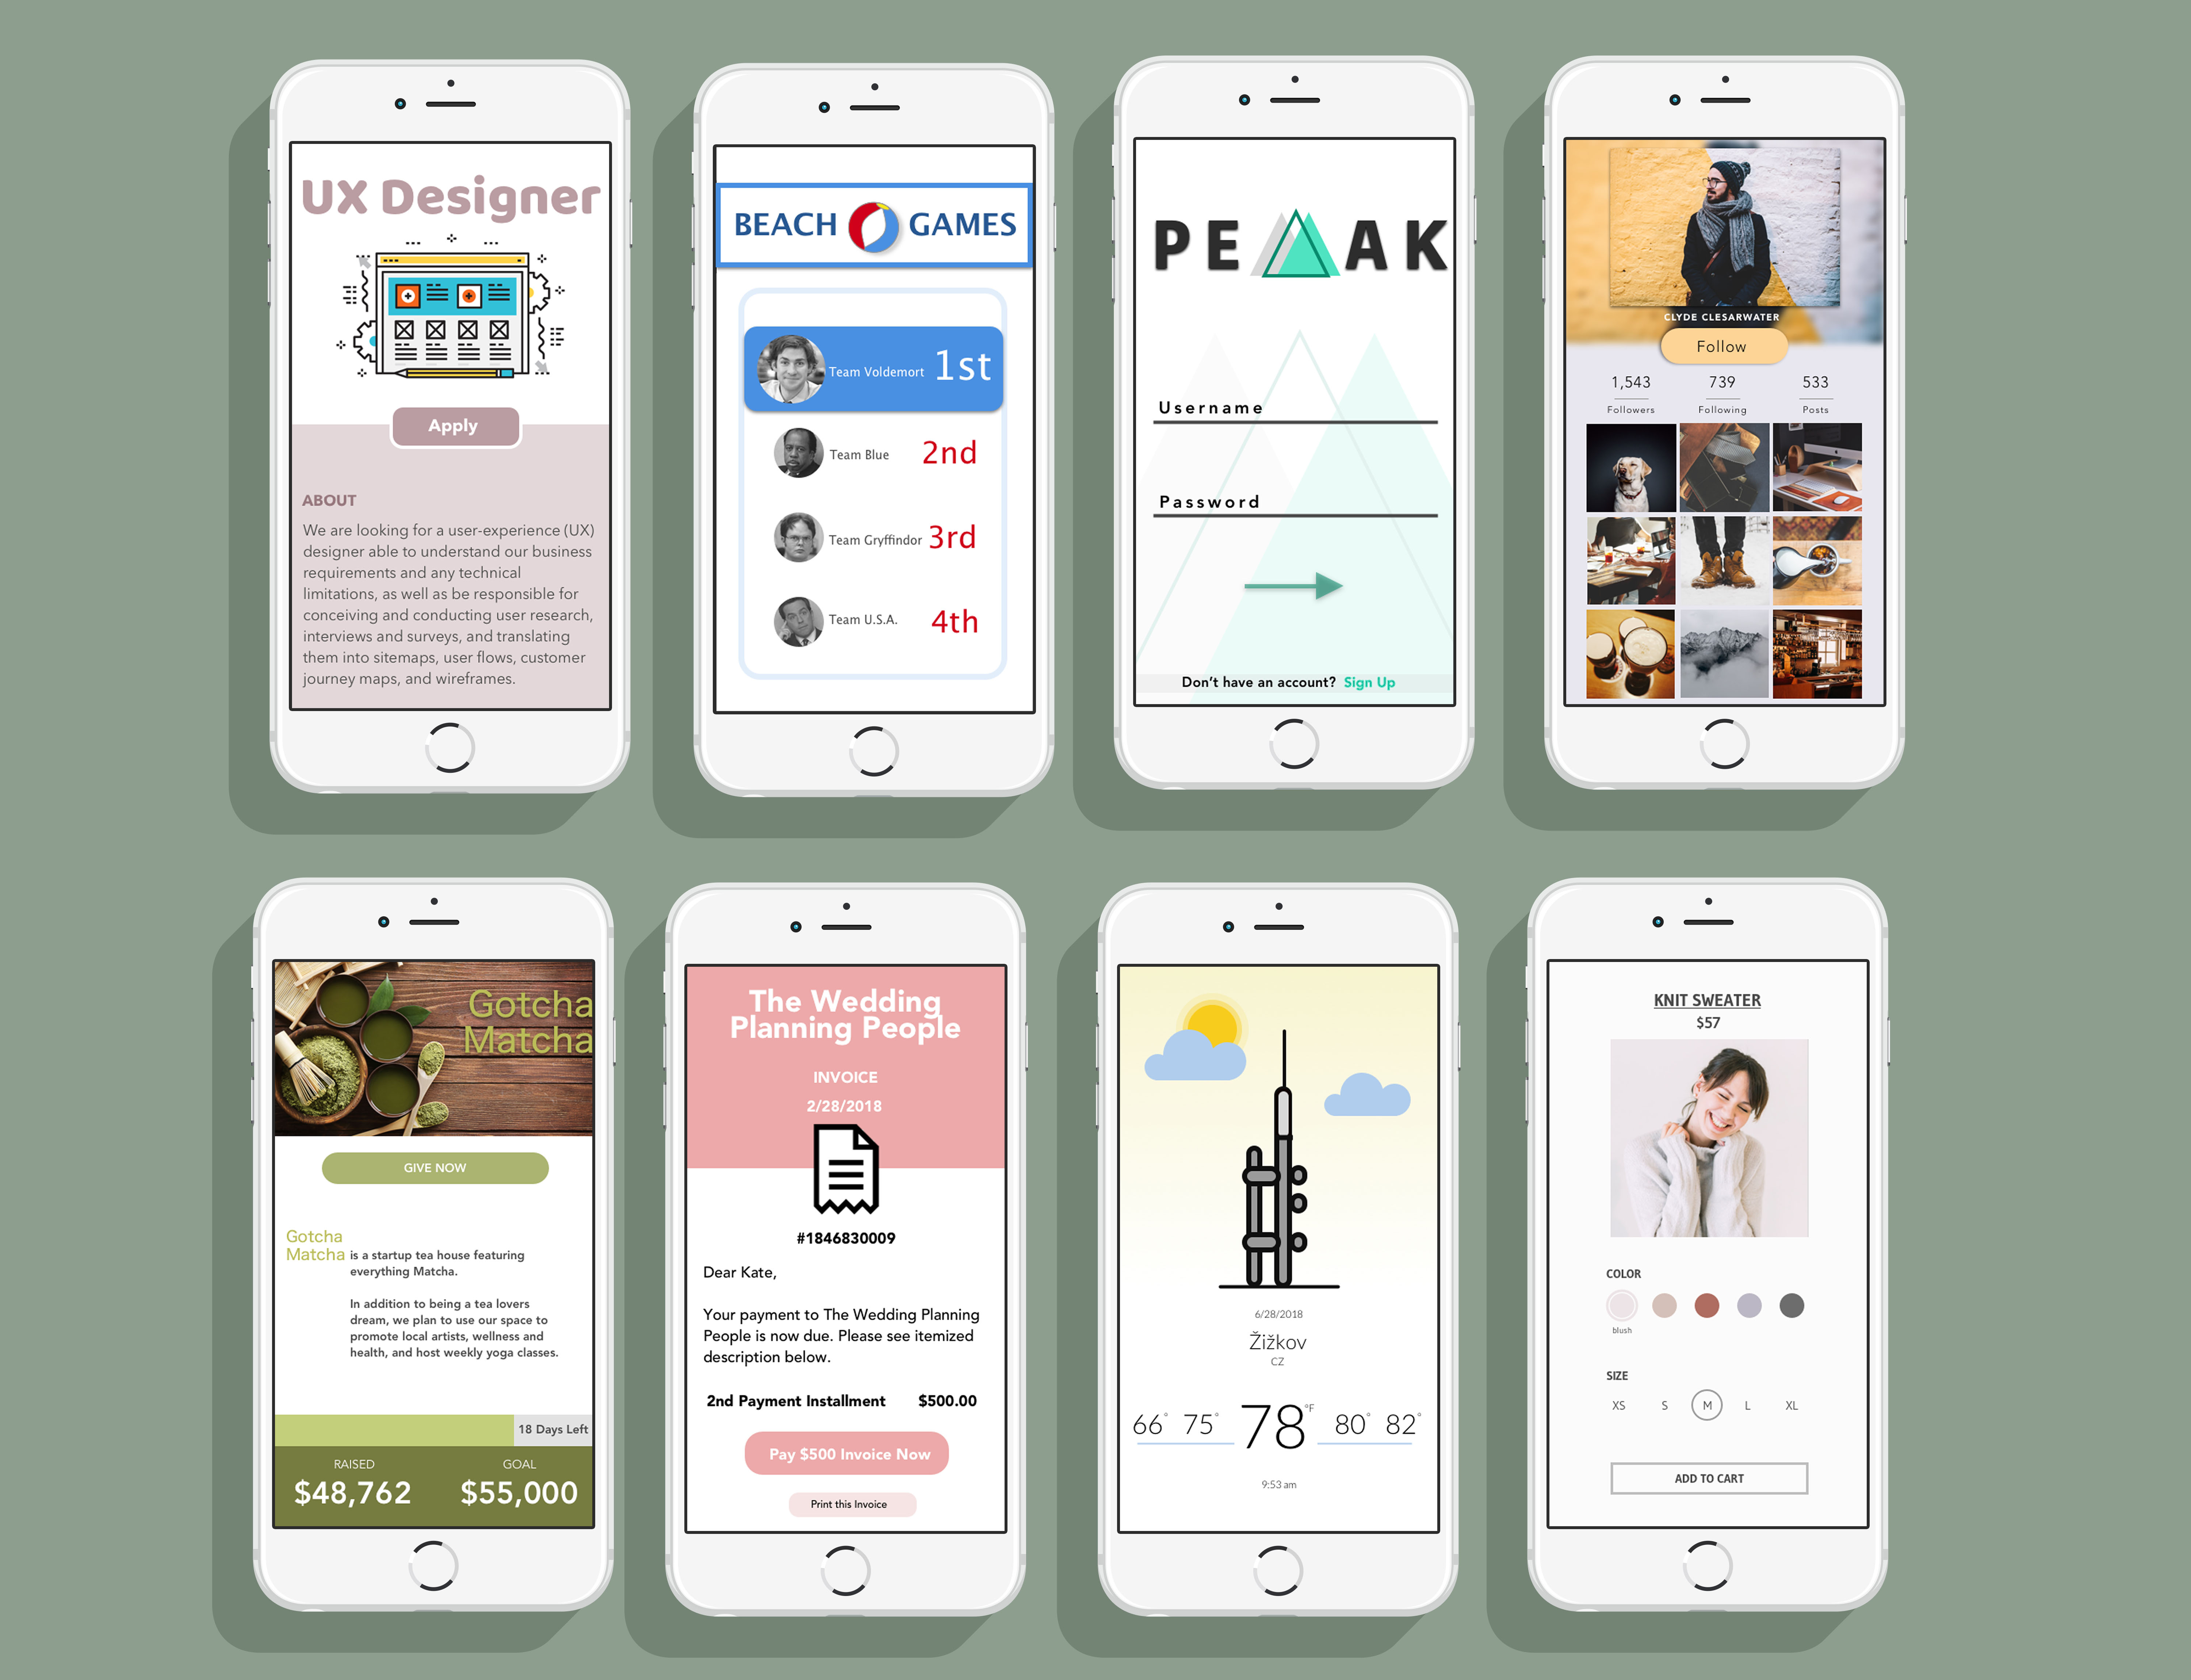 UX Designer
Apply
ABOUT
We are looking for a user-experience (UX)
designer able to understand our business
requirements and any technical
limitations, as well as be responsible for
conceiving and conducting user research,
interviews and surveys, and translating
them into sitemaps, user flows, customer
journey maps, and wireframes.
BEACH GAMES
Team Voldemort 1st
Team Blue 2nd
Team Gryffindor 3rd
Team U.S.A. 4th
PE AK
Username
Password
Don't have an account? Sign Up
CLYDE CLESARWATER
Follow
1,543 739 533
Followers Following Posts
Gotcha
Matcha
GIVE NOW
Gotcha
Matcha is a startup tea house featuring
everything Matcha.
In addition to being a tea lovers
dream, we plan to use our space to
promote local artists, wellness and
health, and host weekly yoga classes.
18 Days Left
RAISED GOAL
$48,762 $55,000
The Wedding
Planning People
INVOICE
2/28/2018
#1846830009
Dear Kate,
Your payment to The Wedding Planning
People is now due. Please see itemized
description below.
2nd Payment Installment $500.00
Pay $500 Invoice Now
Print this Invoice
6/28/2018
Žižkov
CZ
66° 75° 78°F 80° 82°
9:53 am
KNIT SWEATER
$57
COLOR
blush
SIZE
XS S M L XL
ADD TO CART